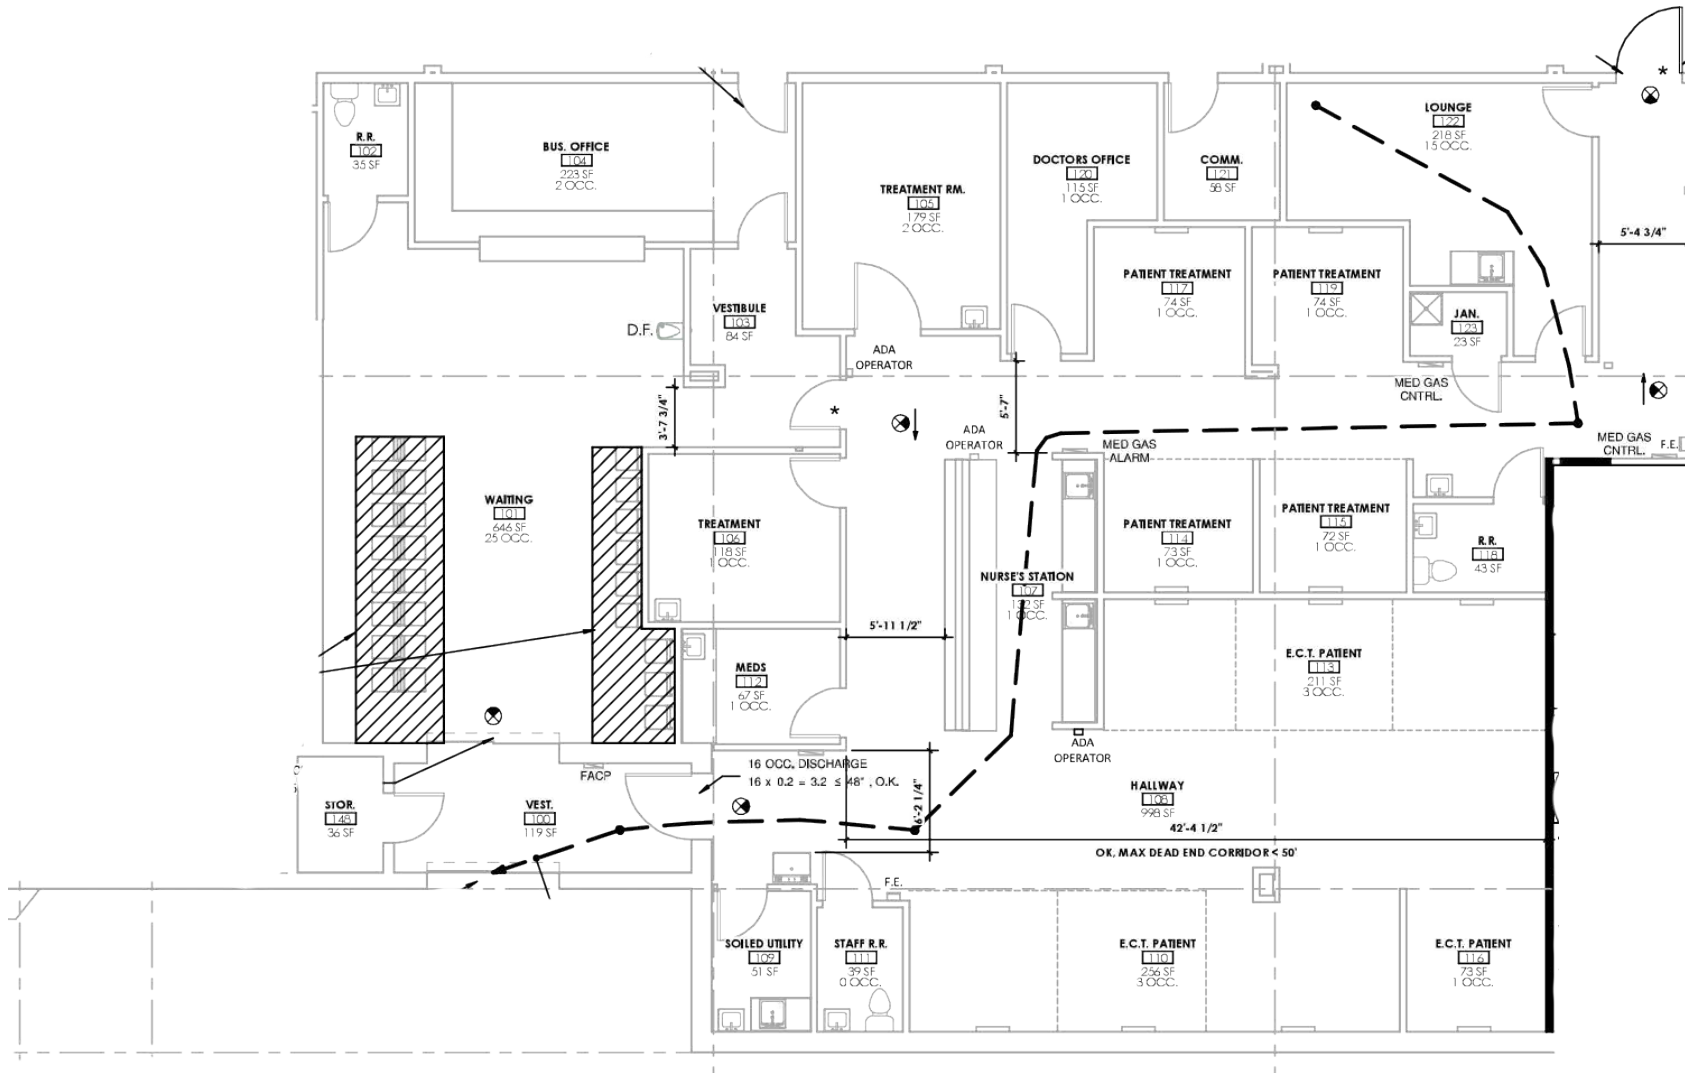 R.R.
102
35 SF
BUS. OFFICE
104
223 SF
2 OCC.
TREATMENT RM.
105
179 SF
2 OCC.
DOCTORS OFFICE
120
115 SF
1 OCC.
COMM.
121
58 SF
LOUNGE
122
218 SF
15 OCC.
*
5'-4 3/4"
PATIENT TREATMENT
117
74 SF
1 OCC.
PATIENT TREATMENT
119
74 SF
1 OCC.
JAN.
123
23 SF
VESTIBULE
103
84 SF
D.F.
ADA
OPERATOR
MED GAS
CNTRL.
3'-7 3/4"
*
5'-7"
ADA
OPERATOR
MED GAS
ALARM
MED GAS
CNTRL.
F.E.
WAITING
101
646 SF
25 OCC.
TREATMENT
106
118 SF
1 OCC.
PATIENT TREATMENT
114
73 SF
1 OCC.
PATIENT TREATMENT
115
72 SF
1 OCC.
R.R.
118
43 SF
NURSE'S STATION
107
132 SF
1 OCC.
5'-11 1/2"
MEDS
112
67 SF
1 OCC.
E.C.T. PATIENT
113
211 SF
3 OCC.
ADA
OPERATOR
FACP
16 OCC. DISCHARGE
16 x 0.2 = 3.2 ≤ 48" , O.K.
6'-2 1/4"
HALLWAY
108
998 SF
42'-4 1/2"
OK, MAX DEAD END CORRIDOR < 50'
STOR.
148
36 SF
VEST.
100
119 SF
F.E.
SOILED UTILITY
109
51 SF
STAFF R.R.
111
39 SF
0 OCC.
E.C.T. PATIENT
110
256 SF
3 OCC.
E.C.T. PATIENT
116
73 SF
1 OCC.